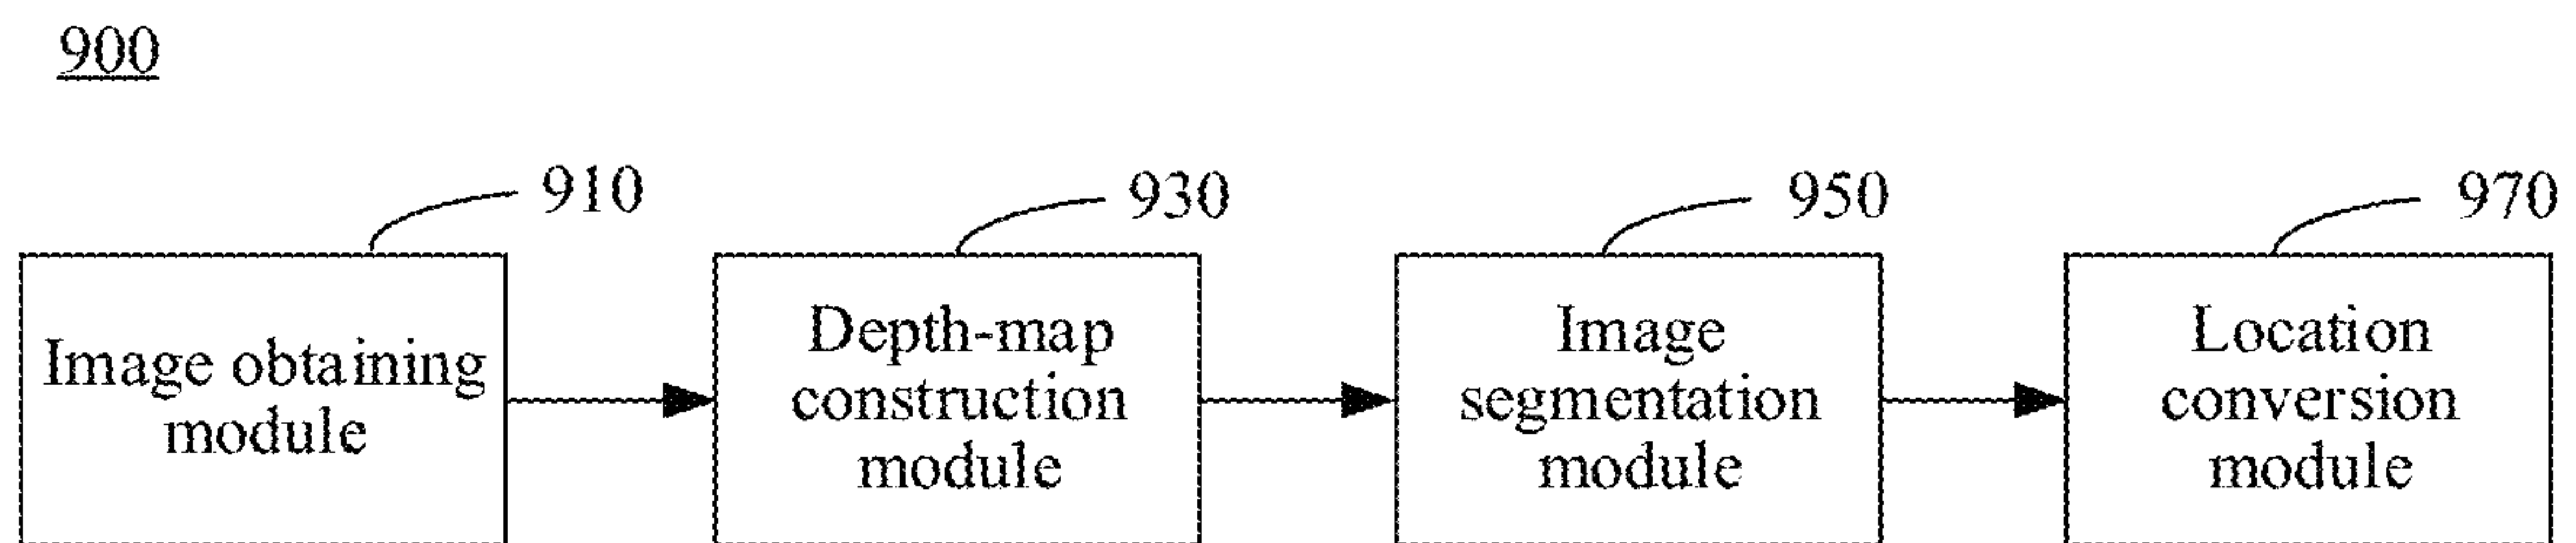 900
910
930
950
970
Image obtaining
module
Depth-map
construction
module
Image
segmentation
module
Location
conversion
module